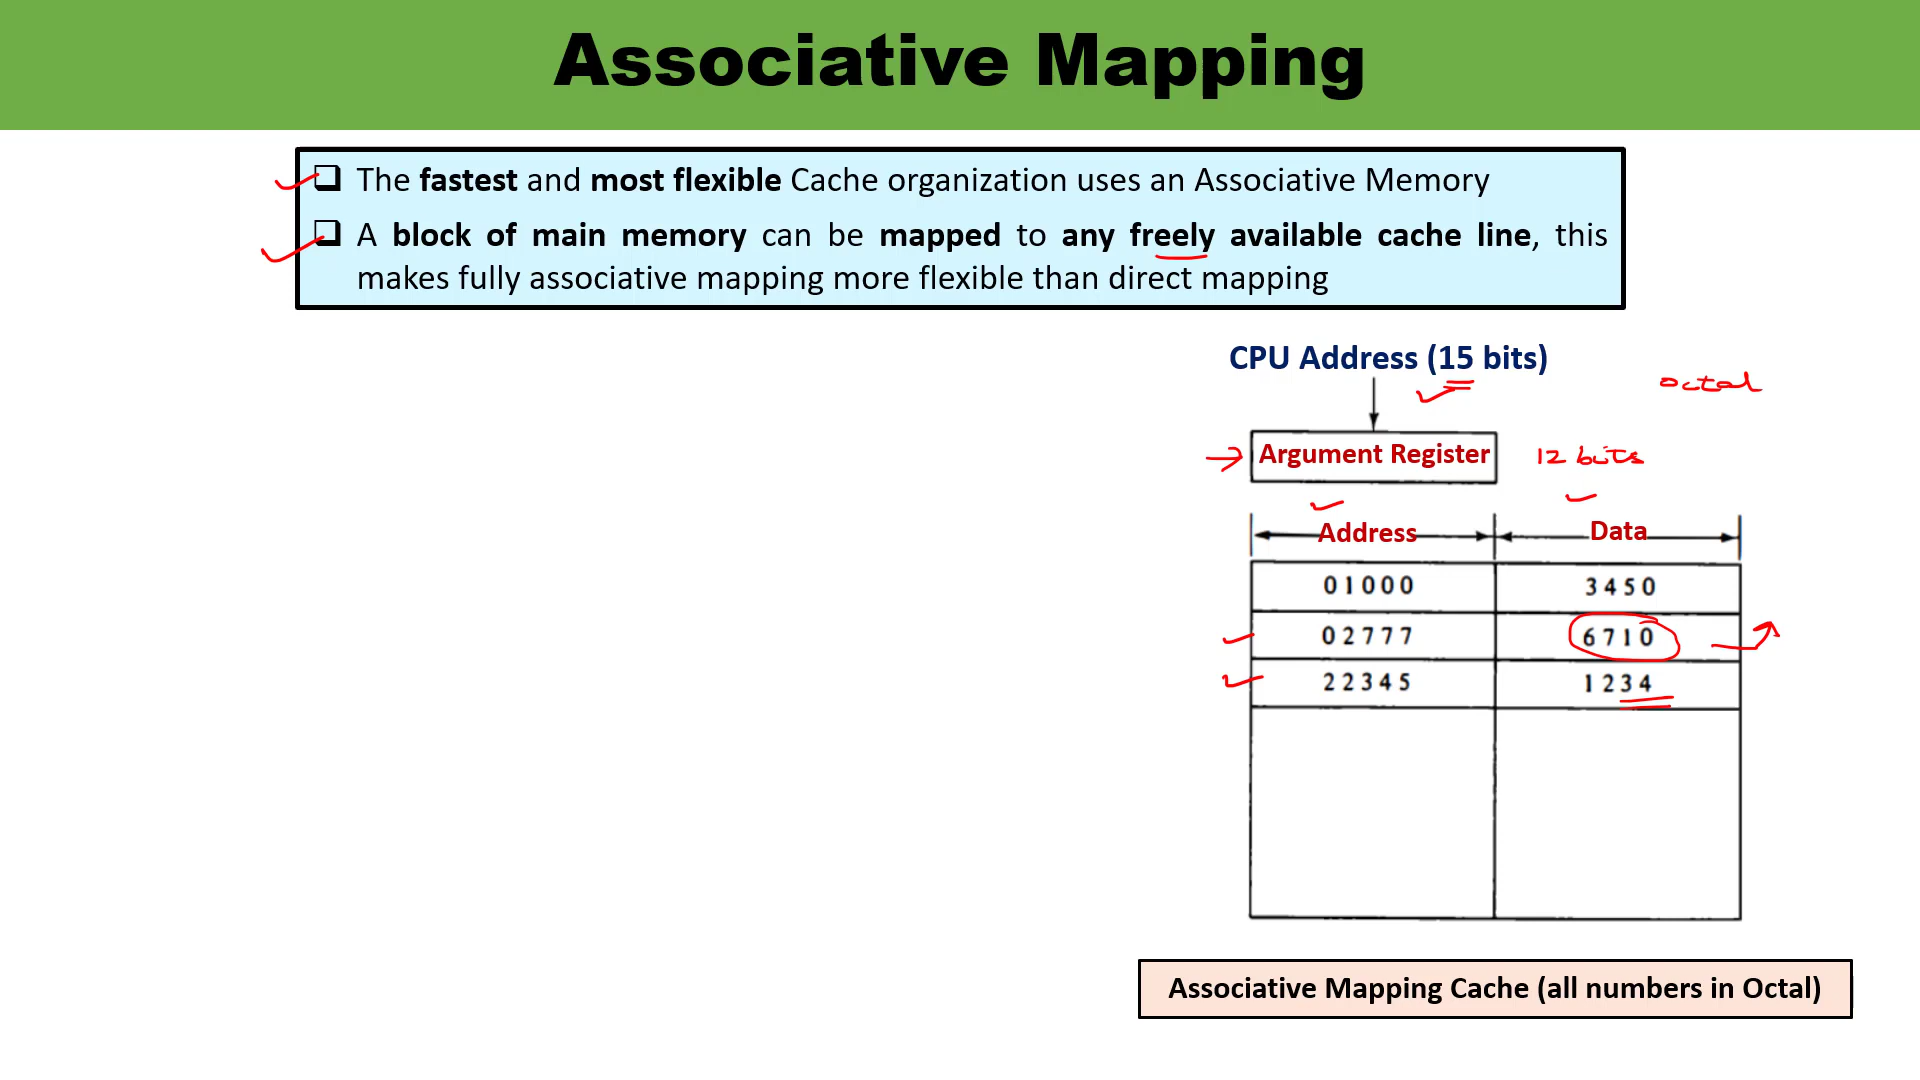 Associative Mapping
The fastest and most flexible Cache organization uses an Associative Memory
A block of main memory can be mapped to any freely available cache line, this
makes fully associative mapping more flexible than direct mapping
CPU Address (15 bits)
octal
Argument Register
12 bits
Address Data
01000 3450
02777 6710
22345 1234
Associative Mapping Cache (all numbers in Octal)